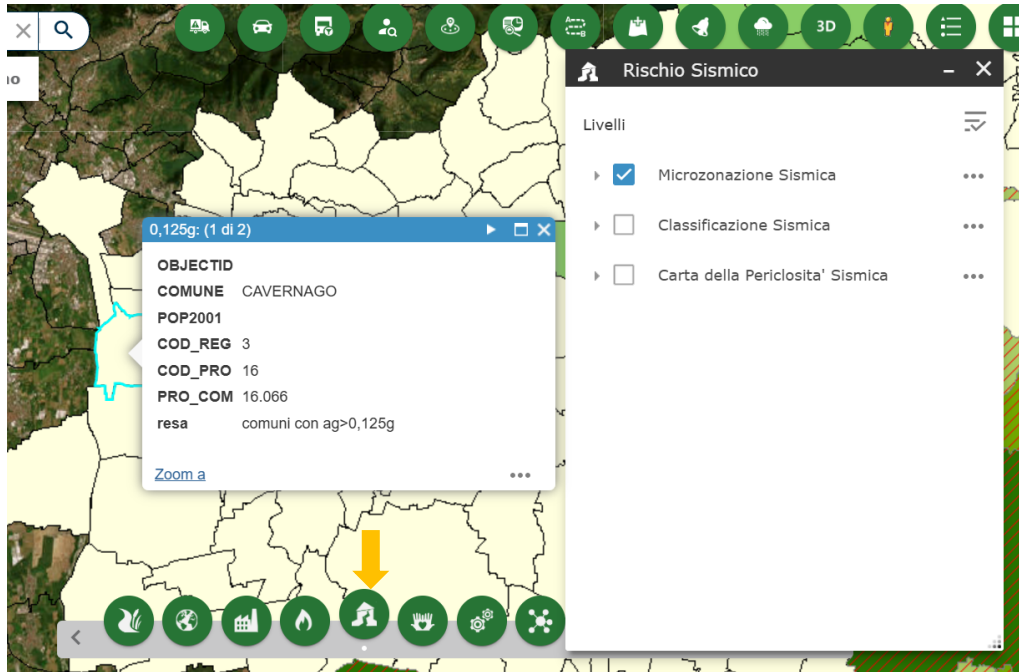 3D
no
Rischio Sismico
Livelli
Microzonazione Sismica
Classificazione Sismica
Carta della Periclosita' Sismica
0,125g: (1 di 2)
OBJECTID
COMUNE CAVERNAGO
POP2001
COD_REG 3
COD_PRO 16
PRO_COM 16.066
resa comuni con ag>0,125g
Zoom a